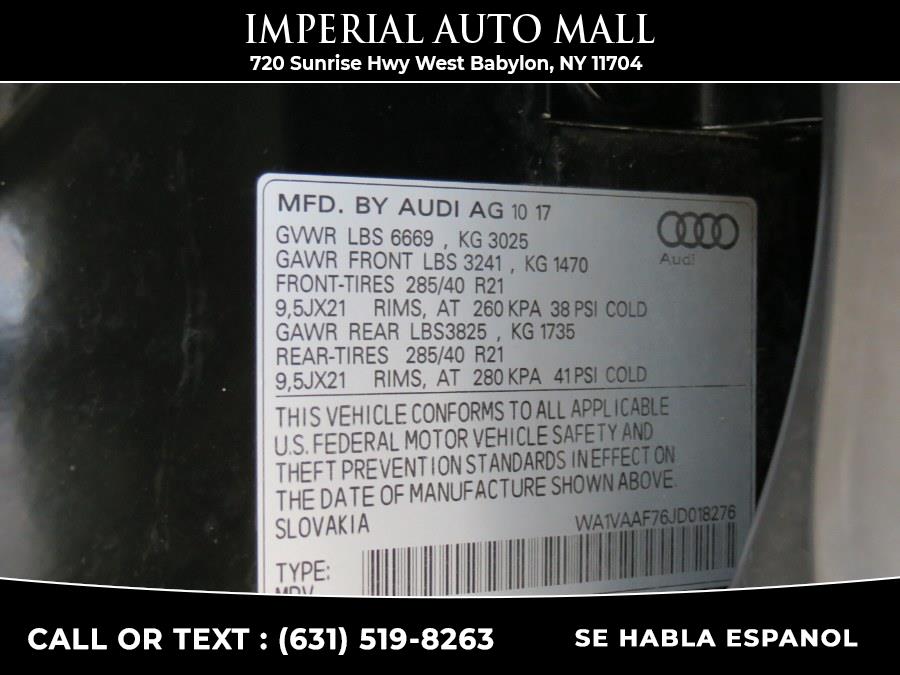 IMPERIAL AUTO MALL
720 Sunrise Hwy West Babylon, NY 11704
MFD. BY AUDI AG 10 17
GVWR LBS 6669 , KG 3025
GAWR FRONT LBS 3241 , KG 1470
FRONT-TIRES 285/40 R21
9,5JX21 RIMS, AT 260 KPA 38 PSI COLD
GAWR REAR LBS3825 , KG 1735
REAR-TIRES 285/40 R21
9,5JX21 RIMS, AT 280 KPA 41 PSI COLD
Audi
THIS VEHICLE CONFORMS TO ALL APPLICABLE
U.S. FEDERAL MOTOR VEHICLE SAFETY AND
THEFT PREVENTION STANDARDS IN EFFECT ON
THE DATE OF MANUFACTURE SHOWN ABOVE.
SLOVAKIA WA1VAAF76JD018276
TYPE:
MPV
CALL OR TEXT : (631) 519-8263 SE HABLA ESPANOL